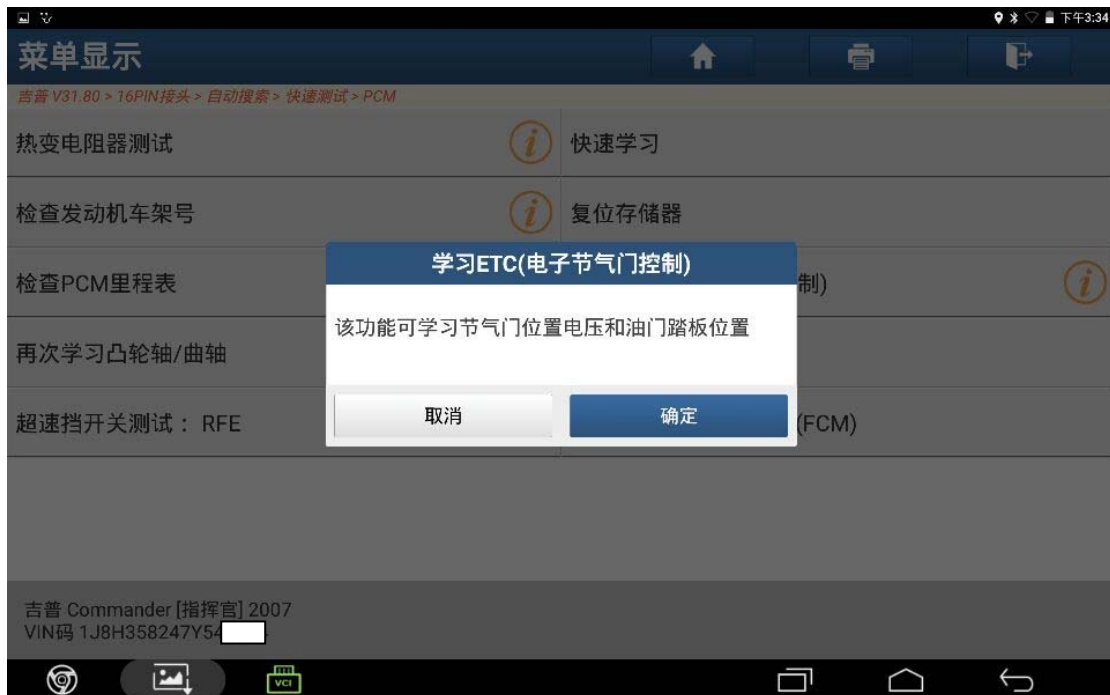 下午3:34
菜单显示
吉普 V31.80 > 16PIN接头 > 自动搜索 > 快速测试 > PCM
热变电阻器测试
快速学习
检查发动机车架号
复位存储器
学习ETC(电子节气门控制)
检查PCM里程表
制)
该功能可学习节气门位置电压和油门踏板位置
再次学习凸轮轴/曲轴
取消
确定
超速挡开关测试： RFE
(FCM)
吉普 Commander [指挥官] 2007
VIN码 1J8H358247Y54
VCI